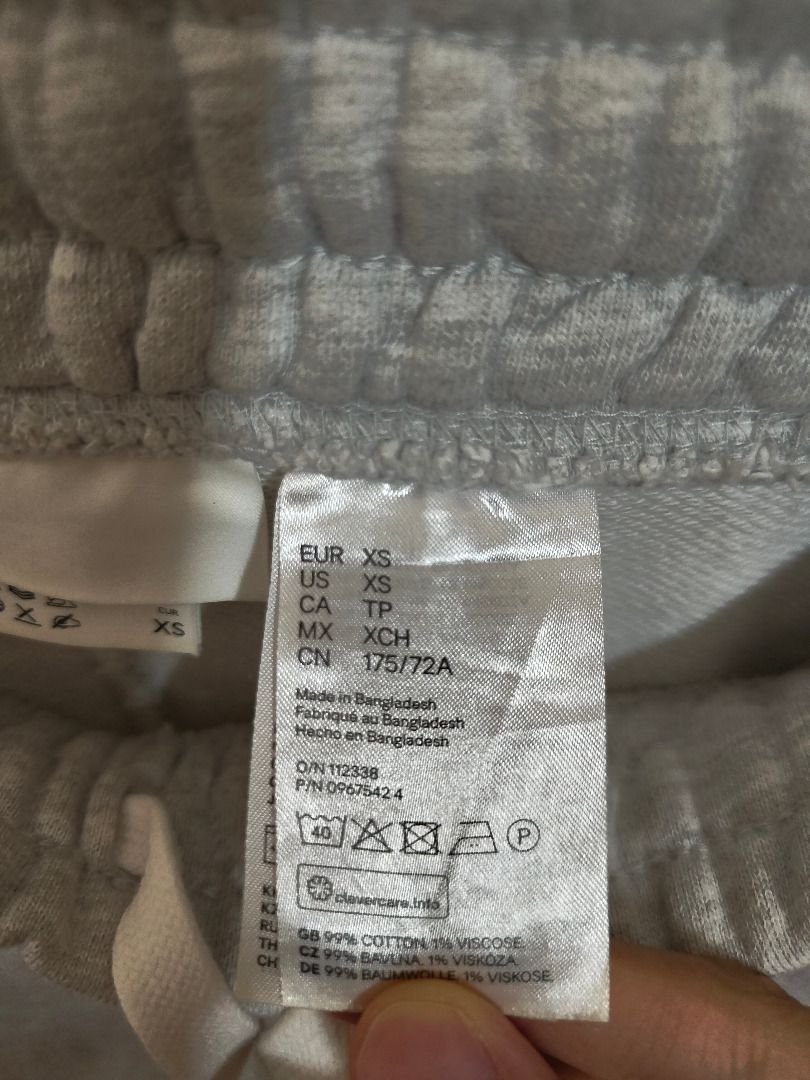 EUR XS
US XS
CA TP
MX XCH
CN 175/72A
Made in Bangladesh
Fabriqué au Bangladesh
Hecho en Bangladesh
O/N 112338
P/N 0967542 4
40
P
clevercare.info
GB 99% COTTON, 1% VISCOSE.
CZ 99% BAVLNA, 1% VISKÓZA.
DE 99% BAUMWOLLE, 1% VISKOSE.
EUR
XS
TH
CH